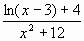 ln(x − 3) + 4
x² + 12